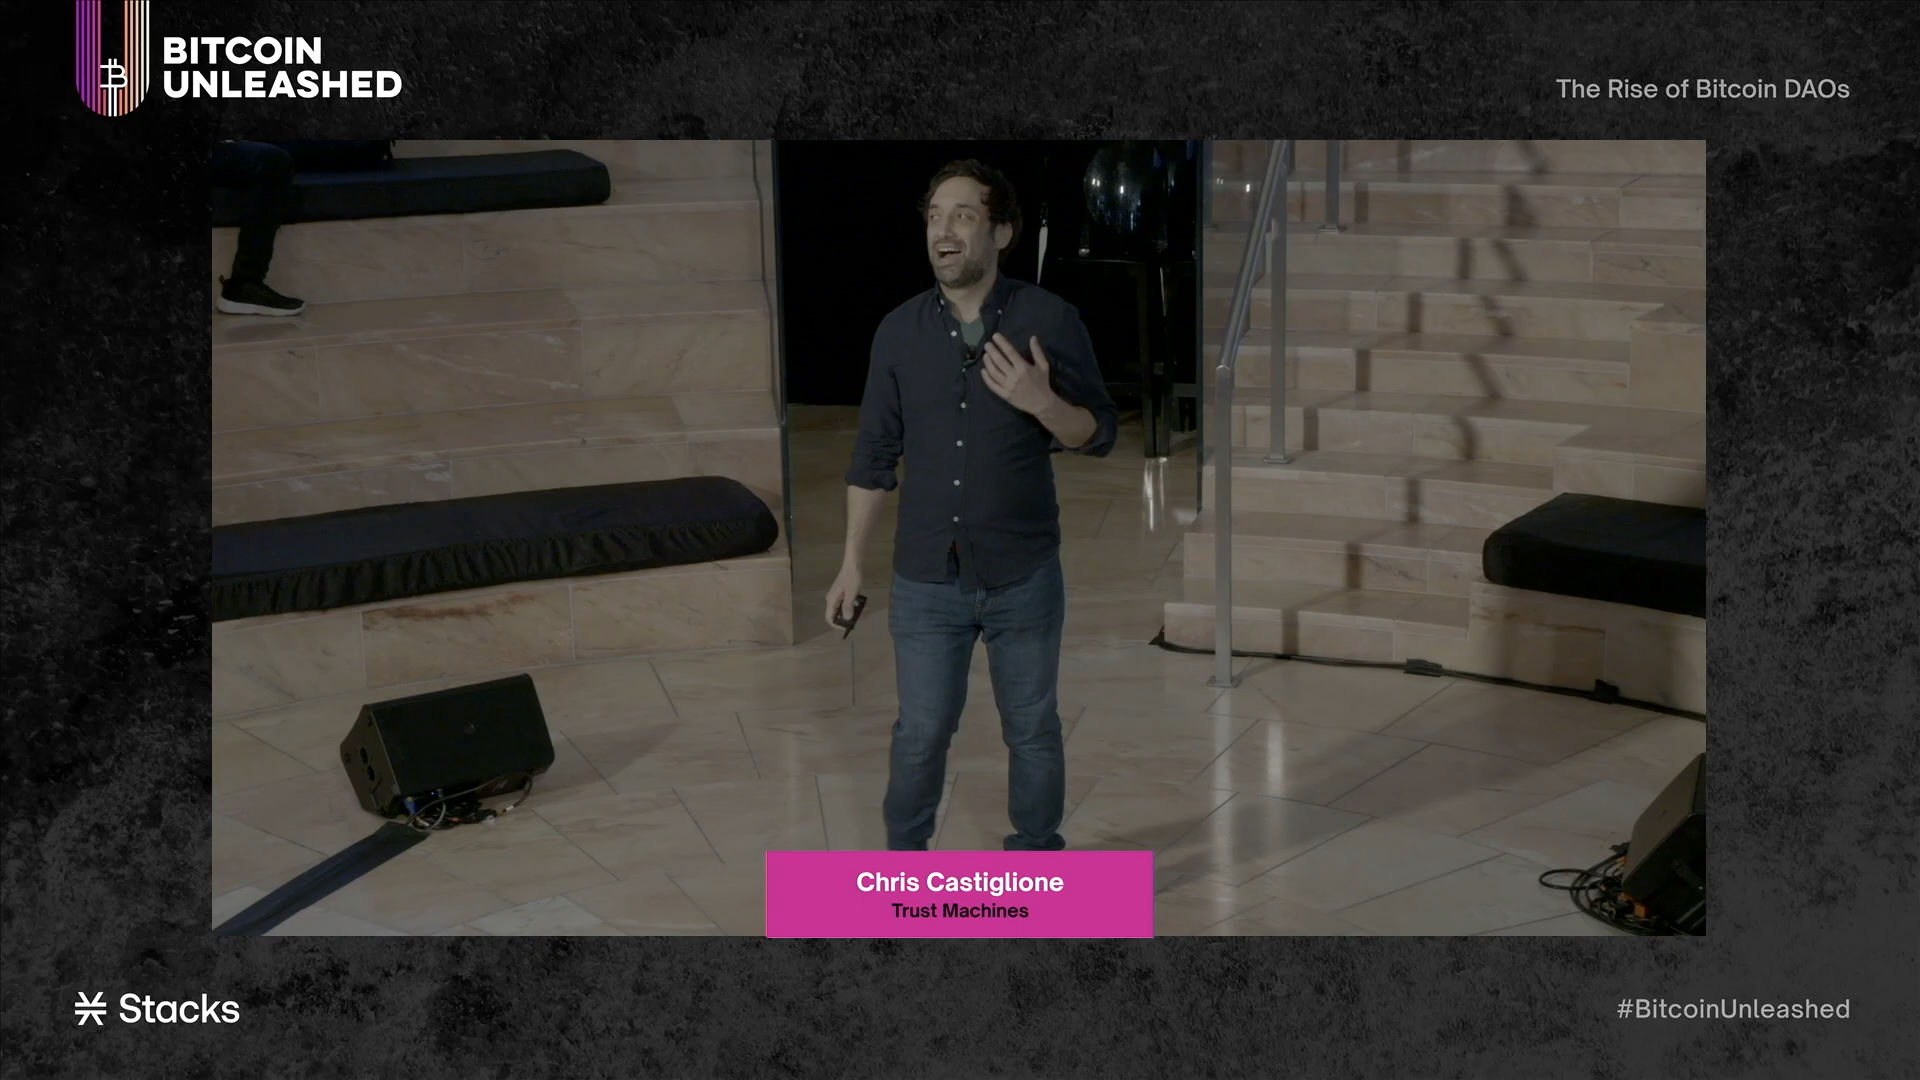 BITCOIN
UNLEASHED
The Rise of Bitcoin DAOs
Chris Castiglione
Trust Machines
Stacks
#BitcoinUnleashed